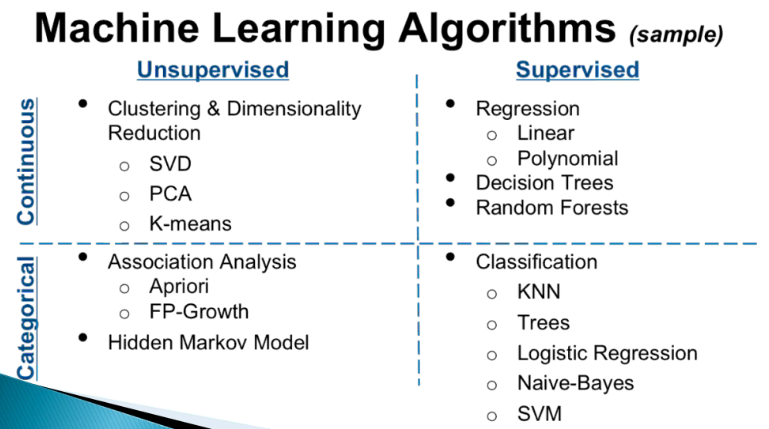 Machine Learning Algorithms (sample)
Unsupervised
Supervised
Continuous
• Clustering & Dimensionality
Reduction
o SVD
o PCA
o K-means
• Regression
o Linear
o Polynomial
• Decision Trees
• Random Forests
Categorical
• Association Analysis
o Apriori
o FP-Growth
• Hidden Markov Model
• Classification
o KNN
o Trees
o Logistic Regression
o Naive-Bayes
o SVM